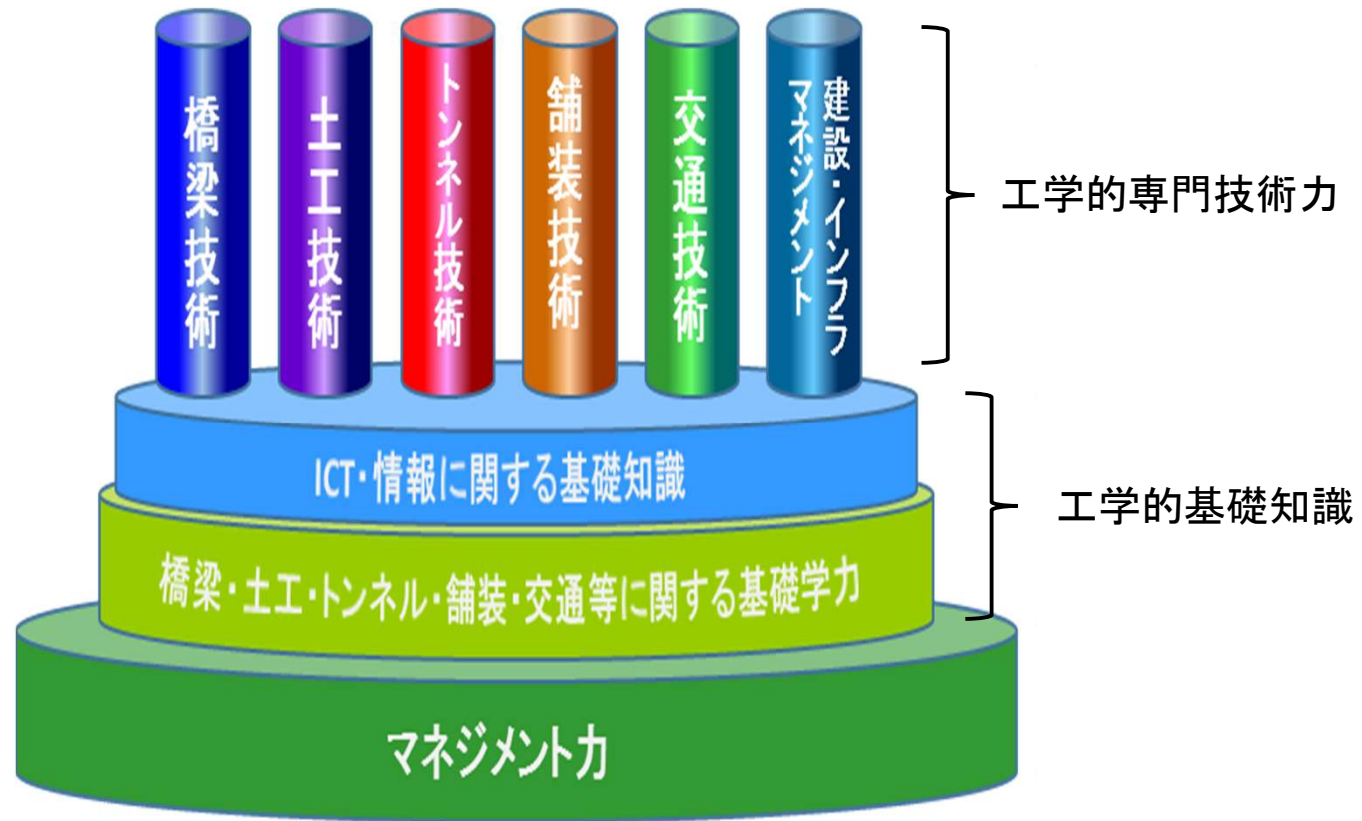 橋梁技術
土工技術
トンネル技術
舗装技術
交通技術
建設・インフラ
マネジメント
工学的専門技術力
ICT・情報に関する基礎知識
工学的基礎知識
橋梁・土工・トンネル・舗装・交通等に関する基礎学力
マネジメント力